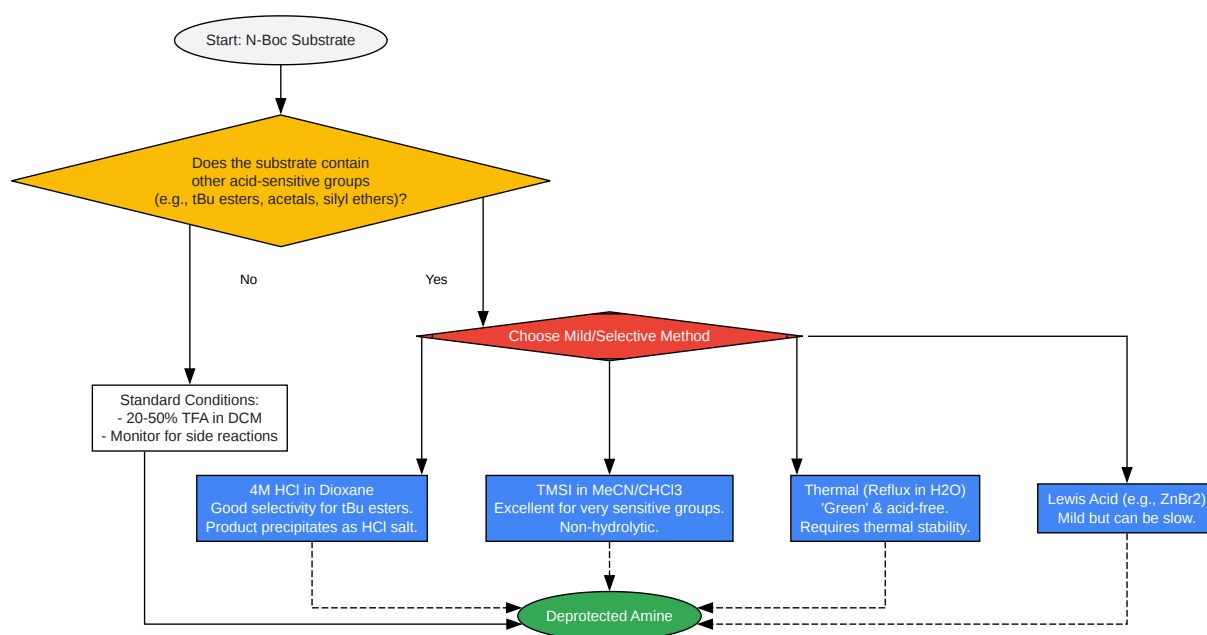 Start: N-Boc Substrate
Does the substrate contain
other acid-sensitive groups
(e.g., tBu esters, acetals, silyl ethers)?
No
Yes
Choose Mild/Selective Method
Standard Conditions:
- 20-50% TFA in DCM
- Monitor for side reactions
4M HCl in Dioxane
Good selectivity for tBu esters.
Product precipitates as HCl salt.
TMSI in MeCN/CHCl3
Excellent for very sensitive groups.
Non-hydrolytic.
Thermal (Reflux in H2O)
'Green' & acid-free.
Requires thermal stability.
Lewis Acid (e.g., ZnBr2)
Mild but can be slow.
Deprotected Amine